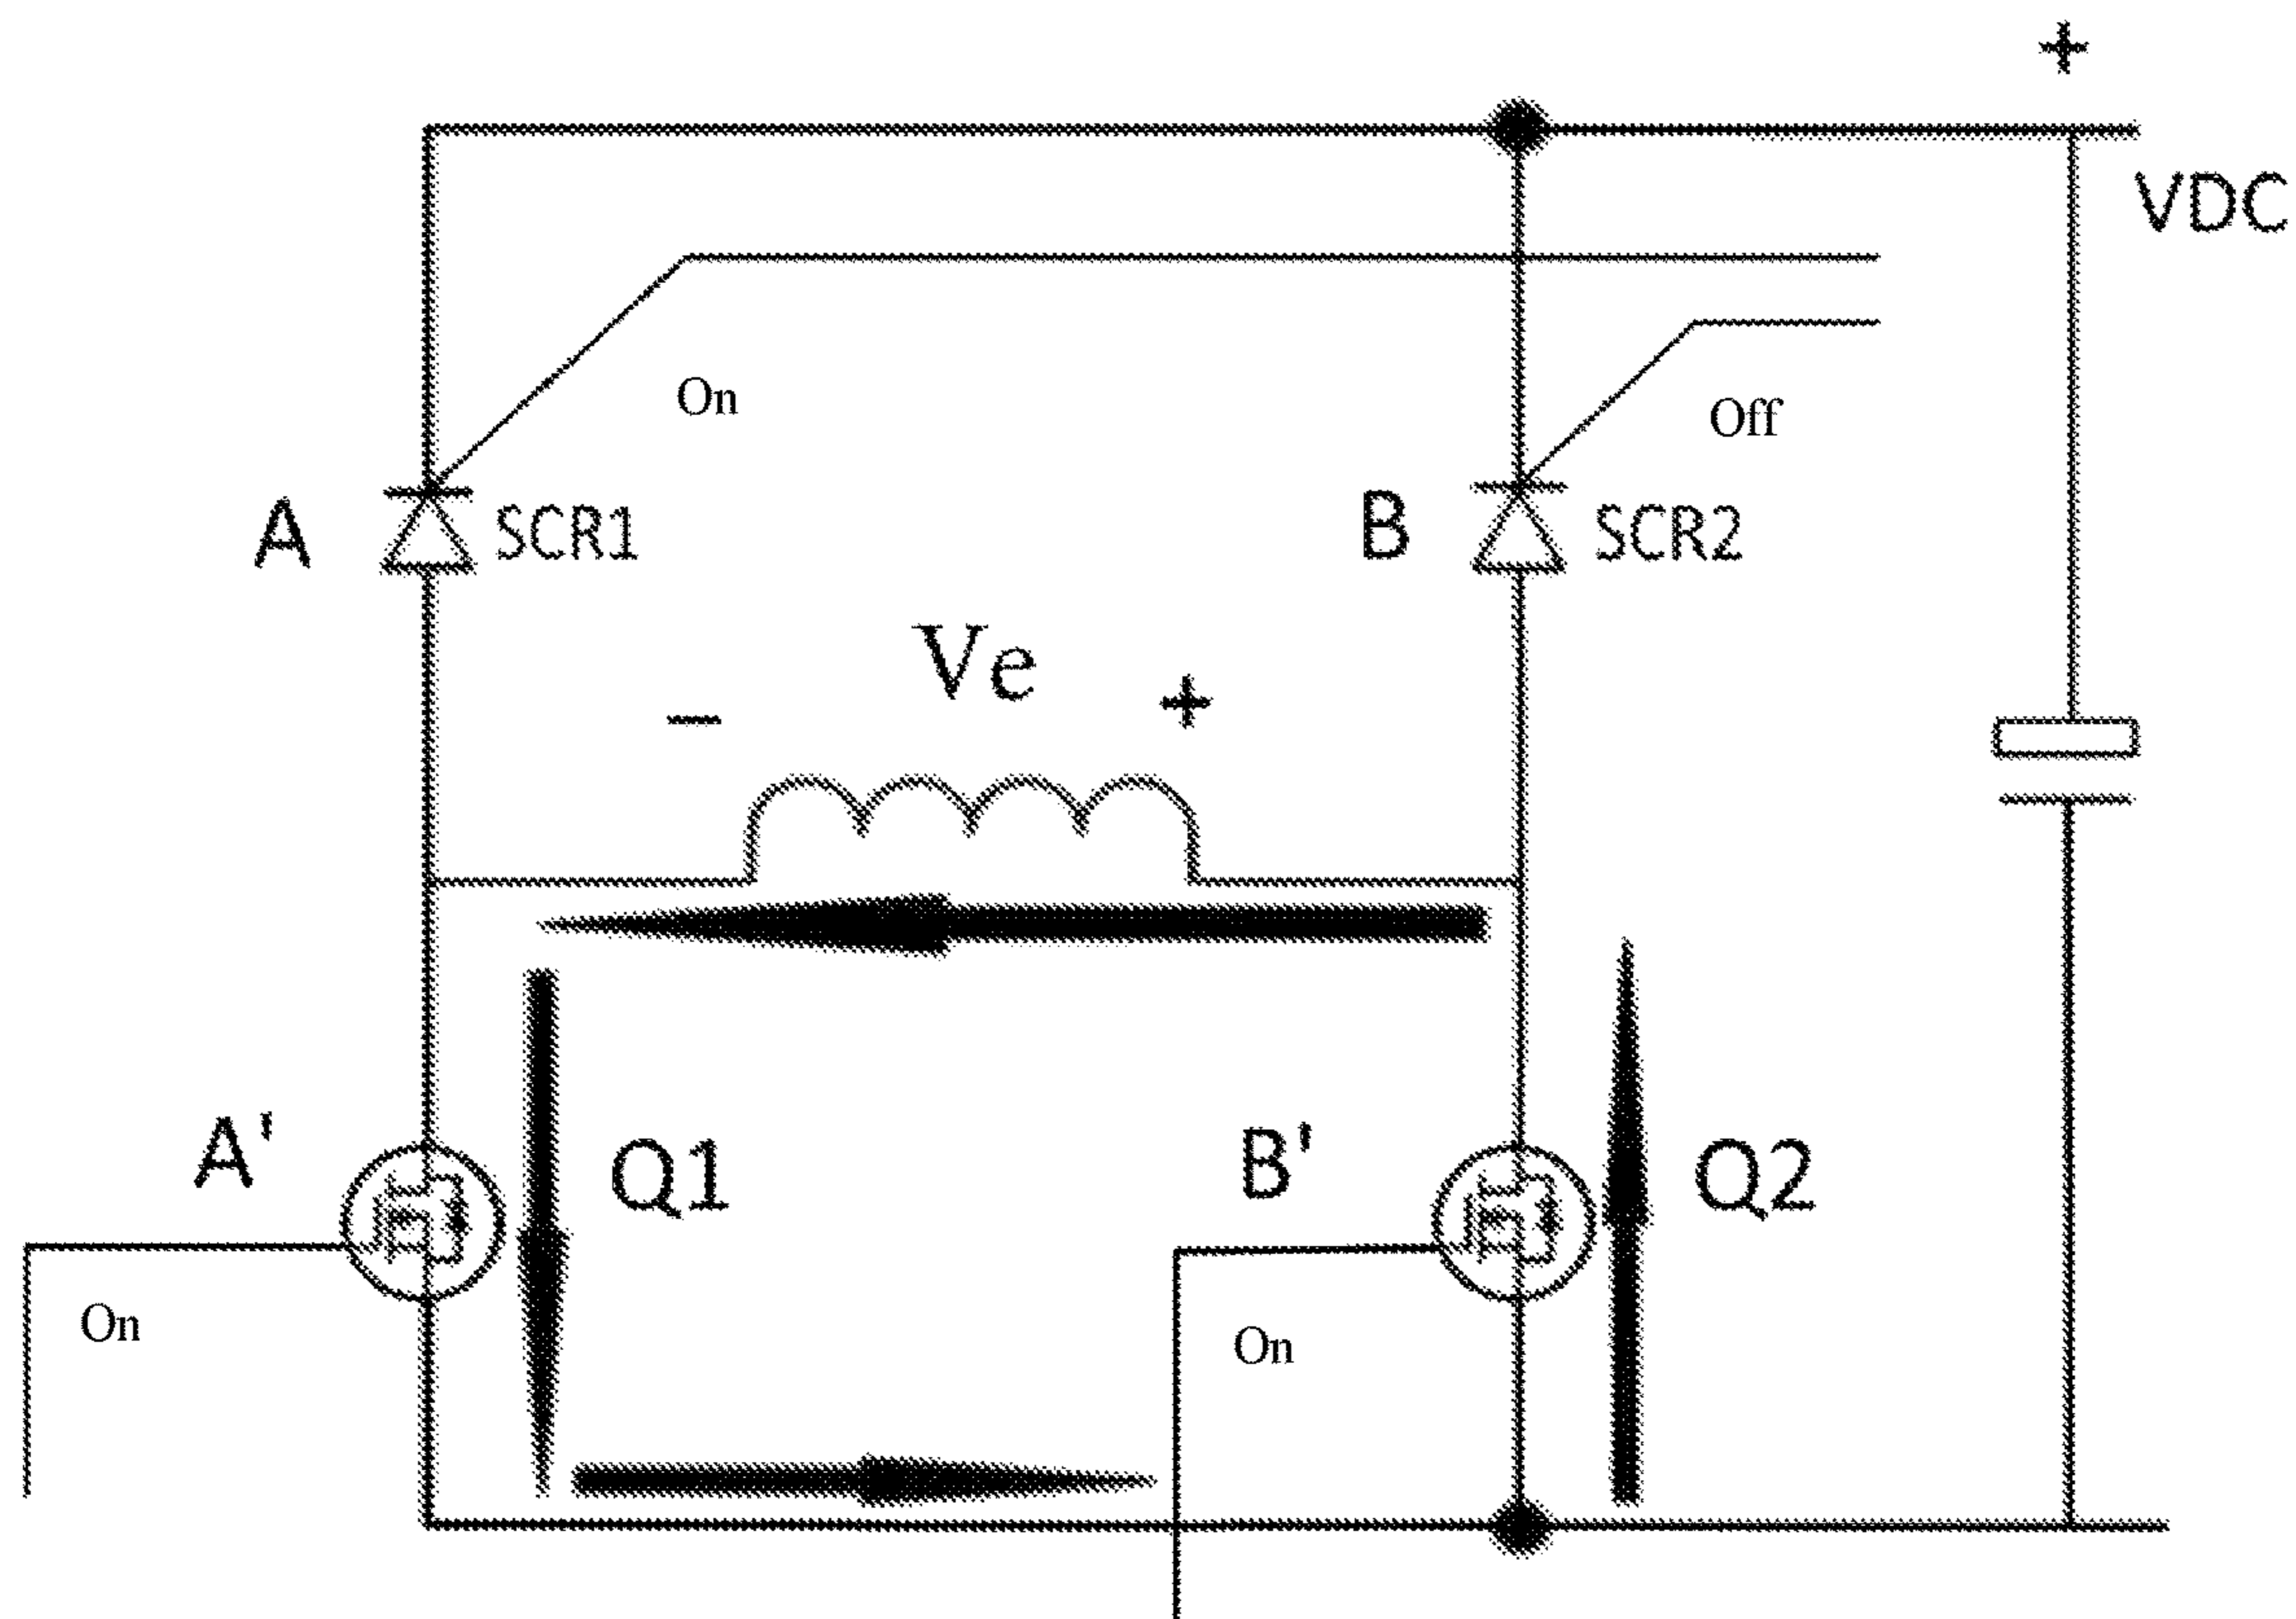 +
VDC
On
Off
A SCR1
B SCR2
Ve
− +
A' Q1
B' Q2
On
On